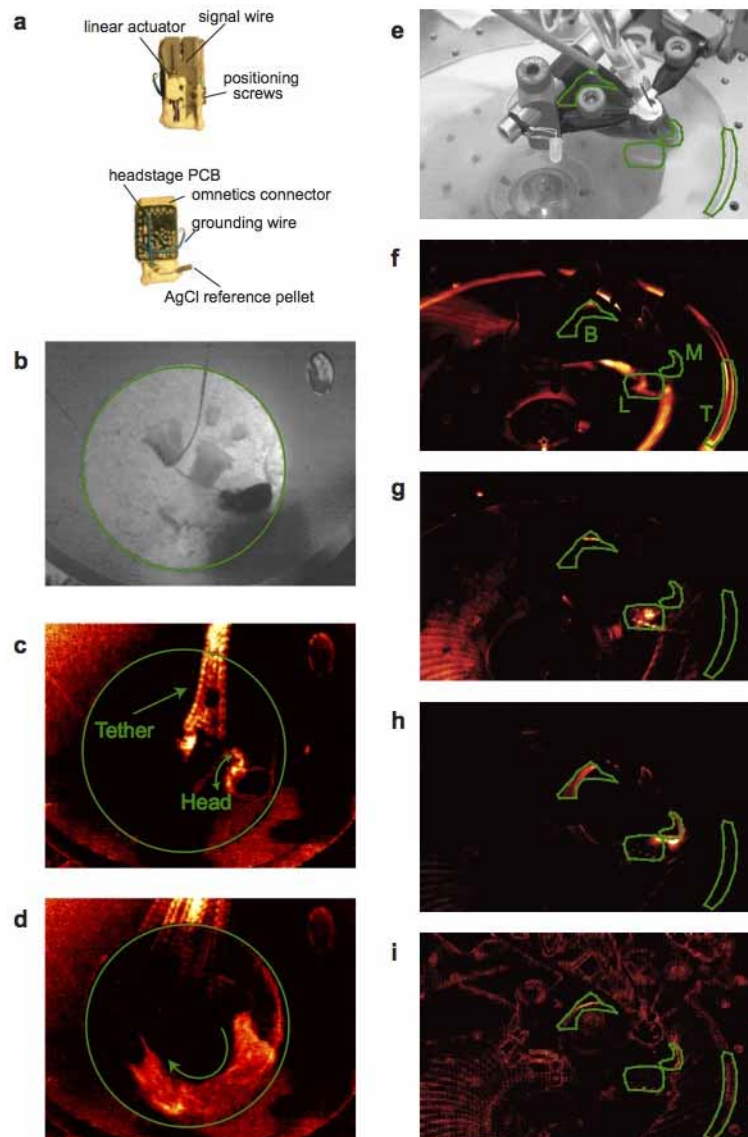 a
signal wire
linear actuator
positioning
screws
headstage PCB
omnetics connector
grounding wire
AgCl reference pellet
b
c
Tether
Head
d
e
f
B
M
L
T
g
h
i